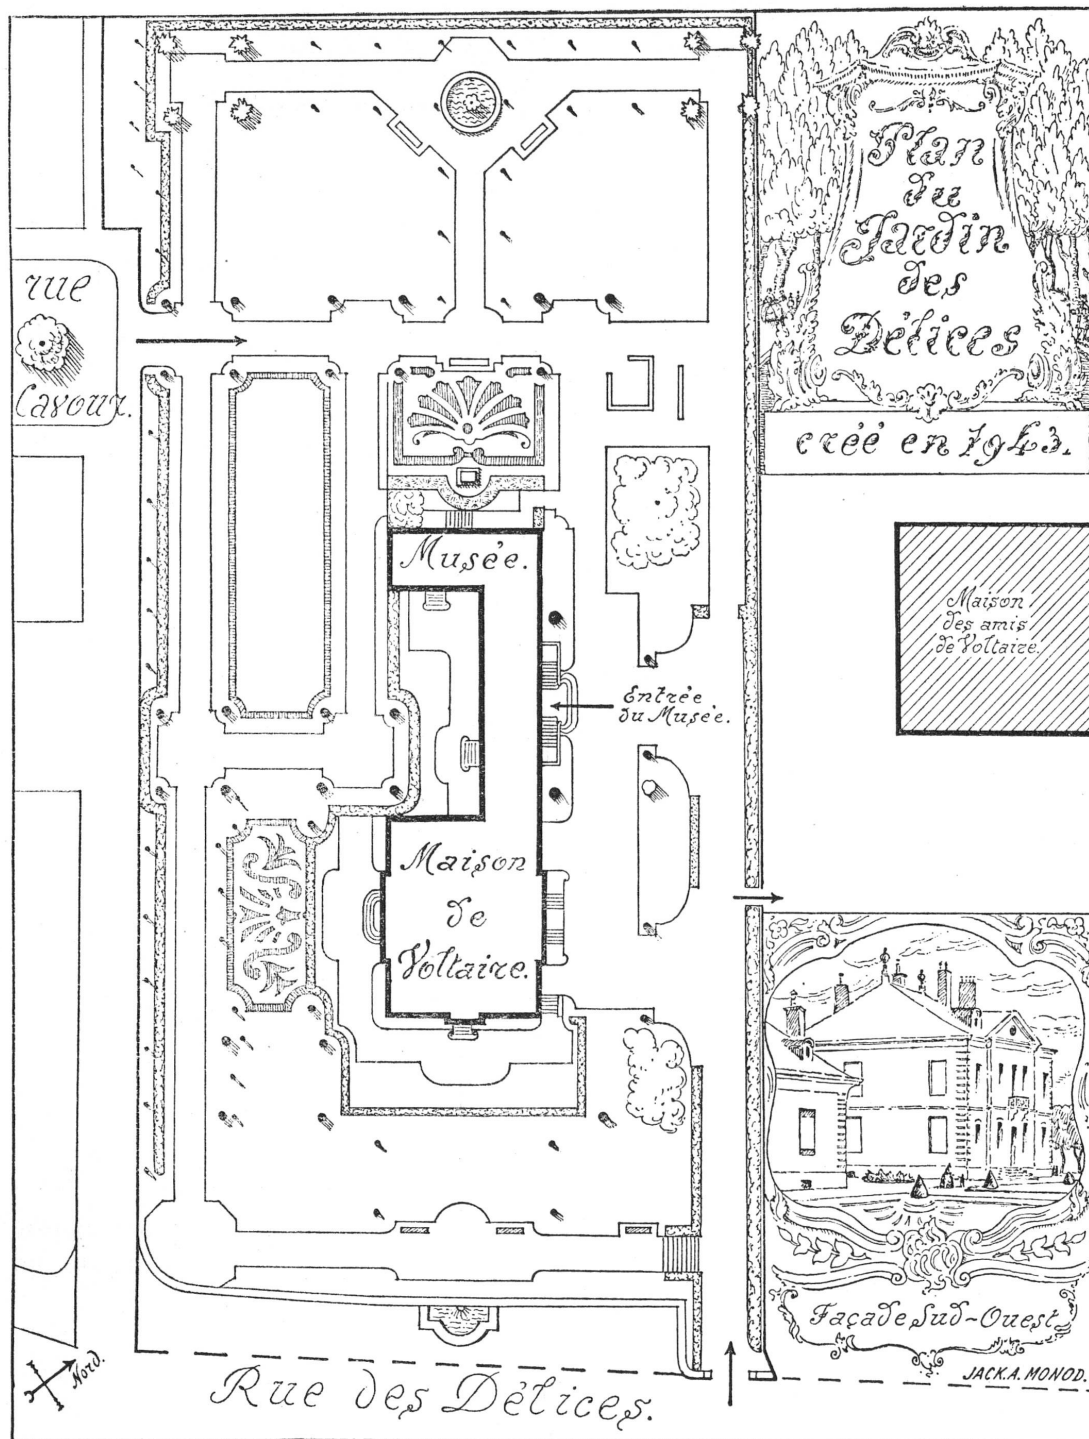 Plan
du
Jardin
des
Délices
créé en 1943.
rue
Cavour.
Musée.
Maison
des amis
de Voltaire.
Entrée
du Musée.
Maison
de
Voltaire.
Façade Sud-Ouest
JACK.A.MONOD.
Nord.
Rue des Délices.